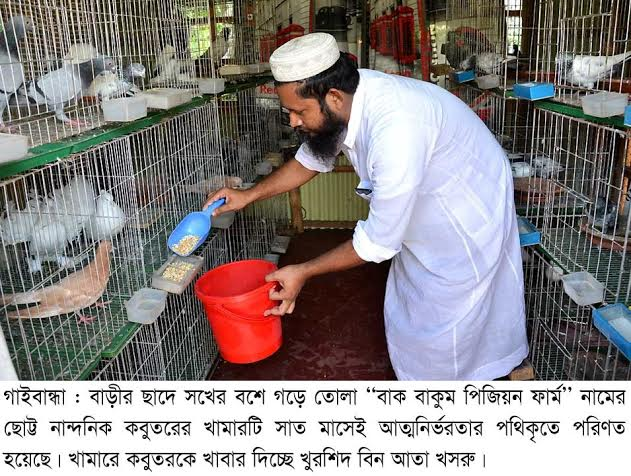 গাইবান্ধা : বাড়ীর ছাদে সখের বশে গড়ে তোলা “বাক বাকুম পিজিয়ন ফার্ম” নামের
ছোট্ট নান্দনিক কবুতরের খামারটি সাত মাসেই আত্মনির্ভরতার পথিকৃতে পরিণত
হয়েছে। খামারে কবুতরকে খাবার দিচ্ছে খুরশিদ বিন আতা খসরু।